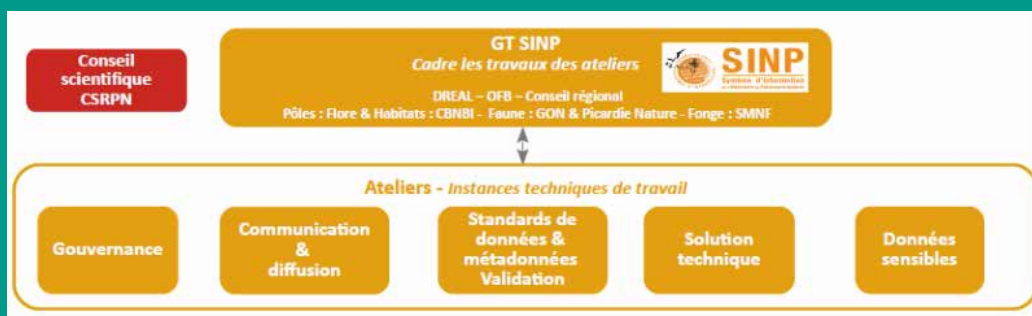 Conseil
scientifique
CSRPN
GT SINP
Cadre les travaux des ateliers
SINP
Système d'Information
DREAL – OFB – Conseil régional
Pôles : Flore & Habitats : CBNBl - Faune : GON & Picardie Nature - Fonge : SMNF
Ateliers - Instances techniques de travail
Gouvernance
Communication
&
diffusion
Standards de
données &
métadonnées
Validation
Solution
technique
Données
sensibles